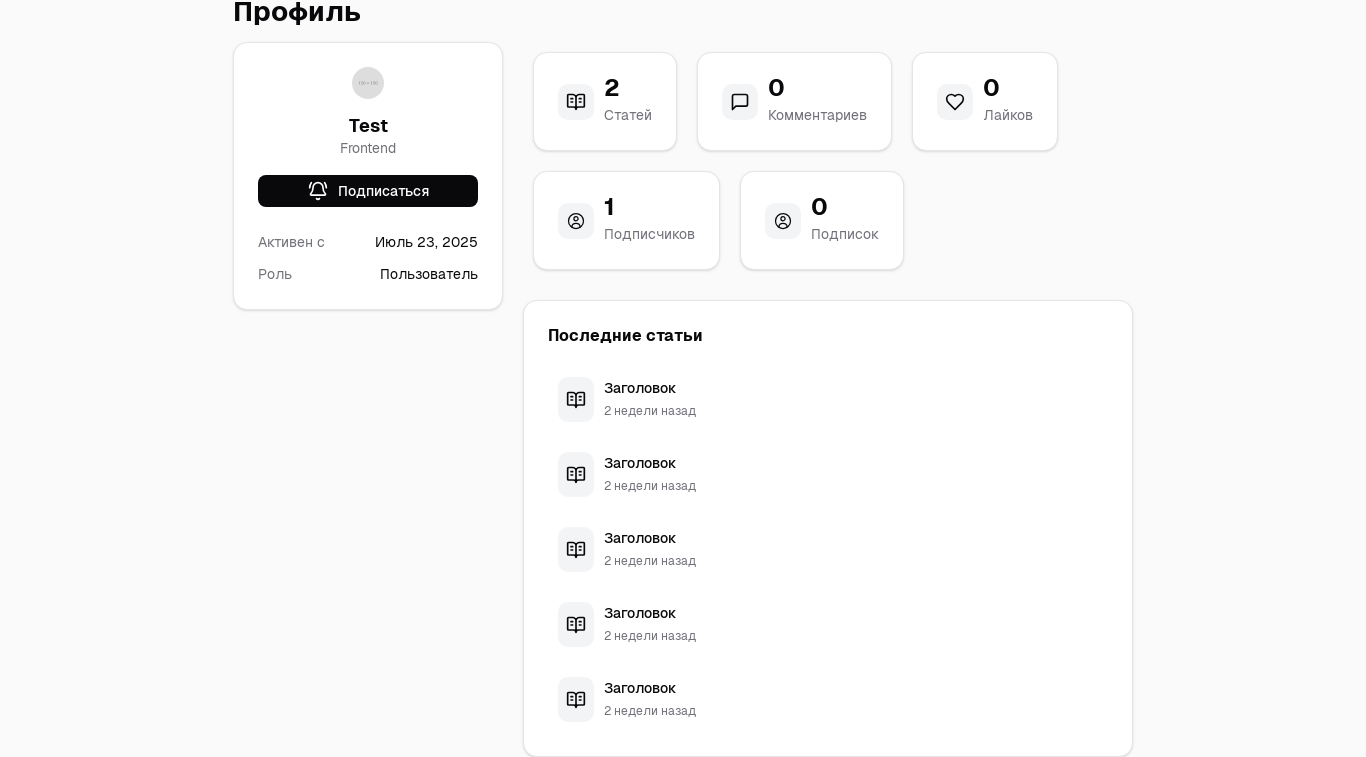 Профиль
Test
Frontend
Подписаться
Активен с Июль 23, 2025
Роль Пользователь
2
Статей
0
Комментариев
0
Лайков
1
Подписчиков
0
Подписок
Последние статьи
Заголовок
2 недели назад
Заголовок
2 недели назад
Заголовок
2 недели назад
Заголовок
2 недели назад
Заголовок
2 недели назад